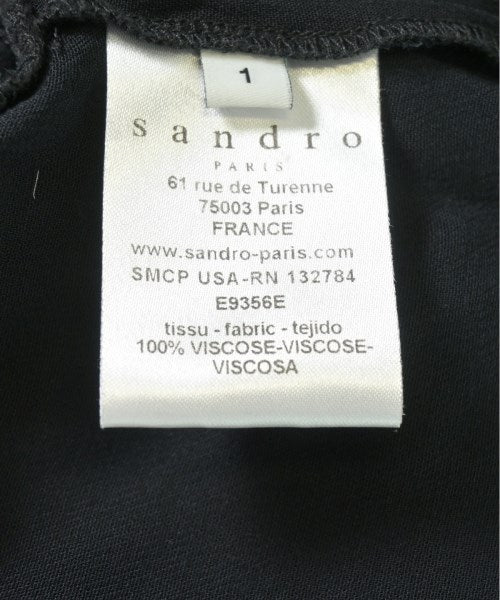 1
sandro
PARIS
61 rue de Turenne
75003 Paris
FRANCE
www.sandro-paris.com
SMCP USA-RN 132784
E9356E
tissu - fabric - tejido
100% VISCOSE-VISCOSE-
VISCOSA